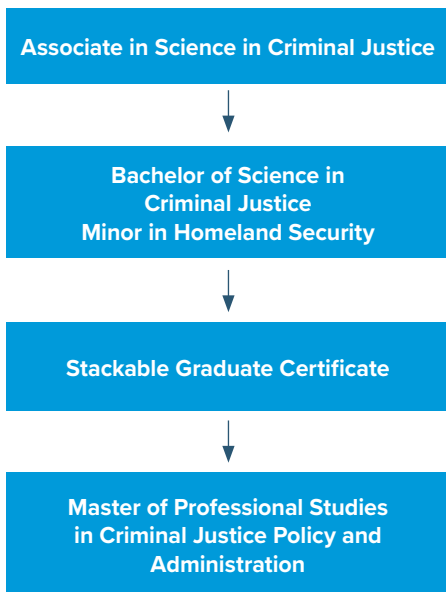 Associate in Science in Criminal Justice
Bachelor of Science in
Criminal Justice
Minor in Homeland Security
Stackable Graduate Certificate
Master of Professional Studies
in Criminal Justice Policy and
Administration